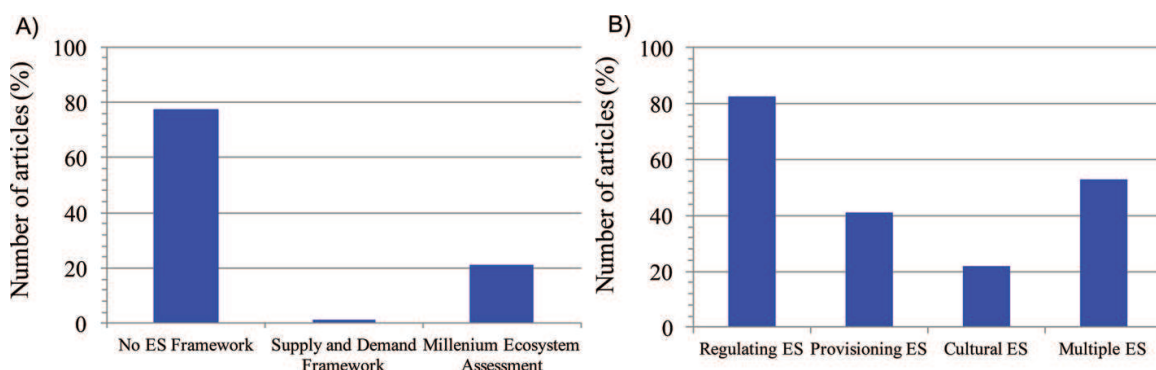 A)
Number of articles (%)
100
80
60
40
20
0
No ES Framework
Supply and Demand
Framework
Millenium Ecosystem
Assessment
B)
Number of articles (%)
100
80
60
40
20
0
Regulating ES
Provisioning ES
Cultural ES
Multiple ES